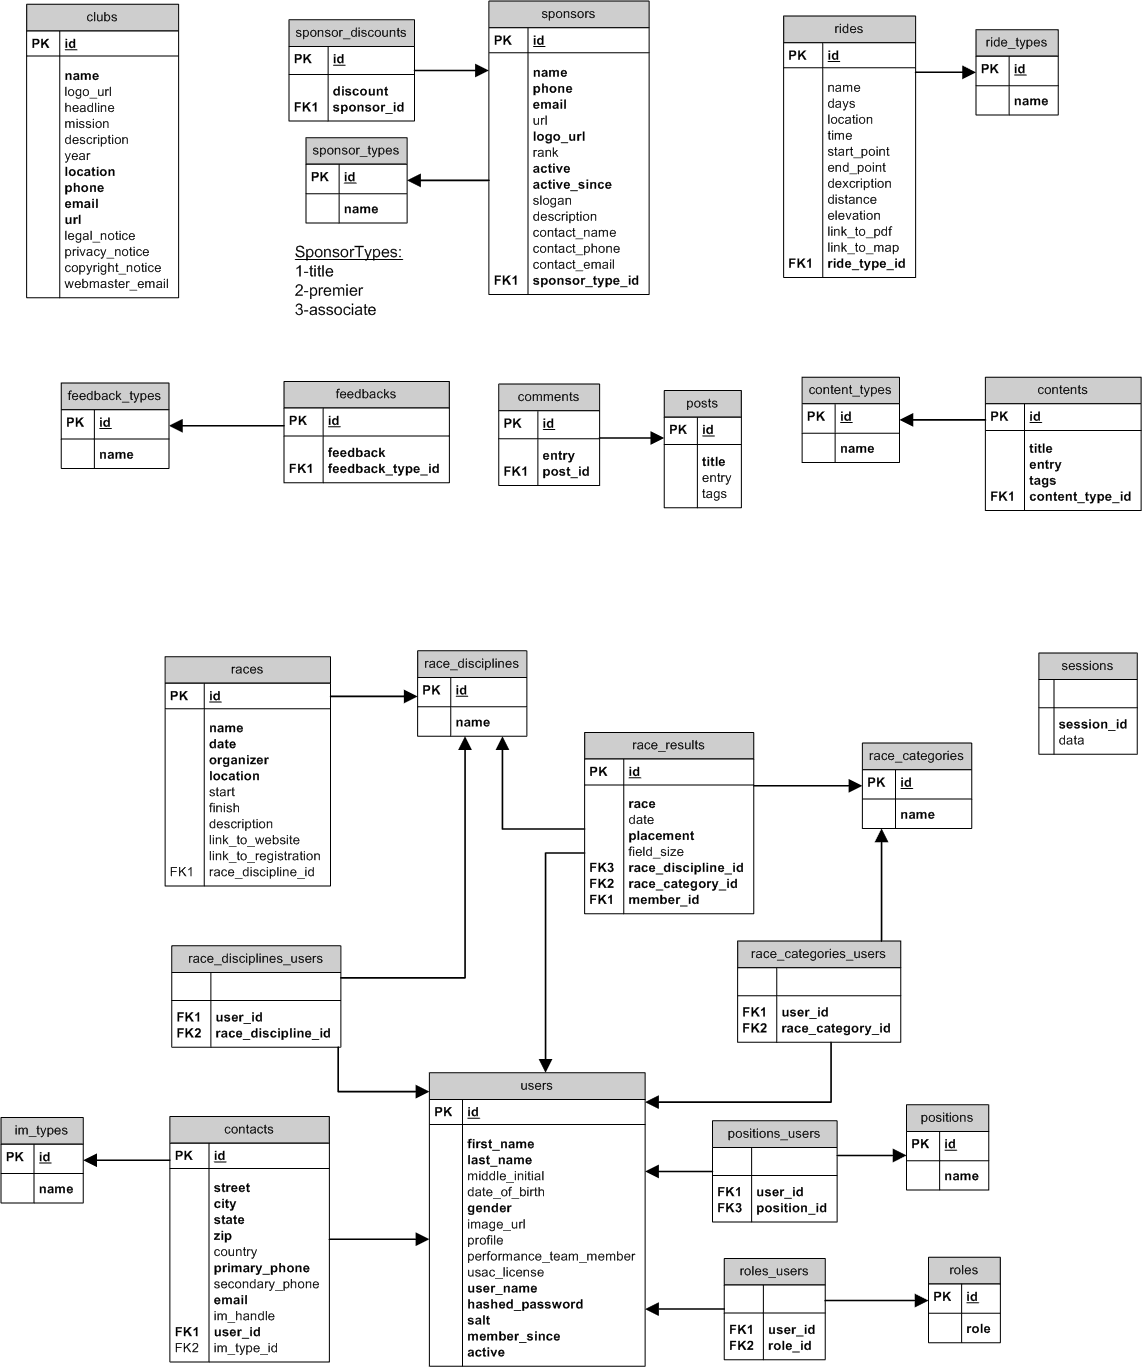 clubs
PK id
name
logo_url
headline
mission
description
year
location
phone
email
url
legal_notice
privacy_notice
copyright_notice
webmaster_email
sponsor_discounts
PK id
discount
FK1 sponsor_id
sponsor_types
PK id
name
SponsorTypes:
1-title
2-premier
3-associate
sponsors
PK id
name
phone
email
url
logo_url
rank
active
active_since
slogan
description
contact_name
contact_phone
contact_email
FK1 sponsor_type_id
rides
PK id
name
days
location
time
start_point
end_point
dexcription
distance
elevation
link_to_pdf
link_to_map
FK1 ride_type_id
ride_types
PK id
name
feedback_types
PK id
name
feedbacks
PK id
feedback
FK1 feedback_type_id
comments
PK id
entry
FK1 post_id
posts
PK id
title
entry
tags
content_types
PK id
name
contents
PK id
title
entry
tags
FK1 content_type_id
races
PK id
name
date
organizer
location
start
finish
description
link_to_website
link_to_registration
FK1 race_discipline_id
race_disciplines
PK id
name
race_results
PK id
race
date
placement
field_size
FK3 race_discipline_id
FK2 race_category_id
FK1 member_id
race_categories
PK id
name
sessions
session_id
data
race_disciplines_users
FK1 user_id
FK2 race_discipline_id
race_categories_users
FK1 user_id
FK2 race_category_id
im_types
PK id
name
contacts
PK id
street
city
state
zip
country
primary_phone
secondary_phone
email
im_handle
FK1 user_id
FK2 im_type_id
users
PK id
first_name
last_name
middle_initial
date_of_birth
gender
image_url
profile
performance_team_member
usac_license
user_name
hashed_password
salt
member_since
active
positions_users
FK1 user_id
FK3 position_id
positions
PK id
name
roles_users
FK1 user_id
FK2 role_id
roles
PK id
role